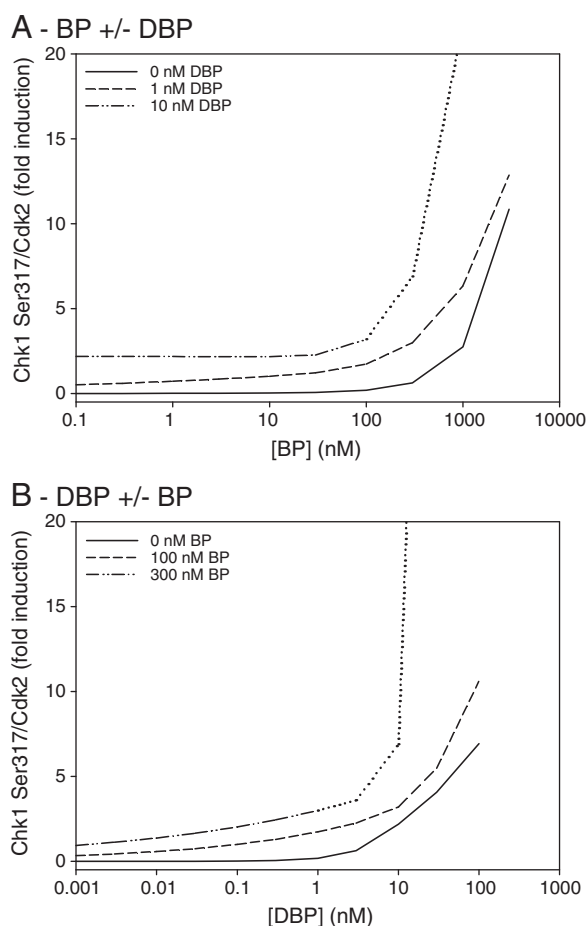 A - BP +/- DBP
Chk1 Ser317/Cdk2 (fold induction)
20
15
10
5
0
0 nM DBP
1 nM DBP
10 nM DBP
0.1 1 10 100 1000 10000
[BP] (nM)
B - DBP +/- BP
Chk1 Ser317/Cdk2 (fold induction)
20
15
10
5
0
0 nM BP
100 nM BP
300 nM BP
0.001 0.01 0.1 1 10 100 1000
[DBP] (nM)